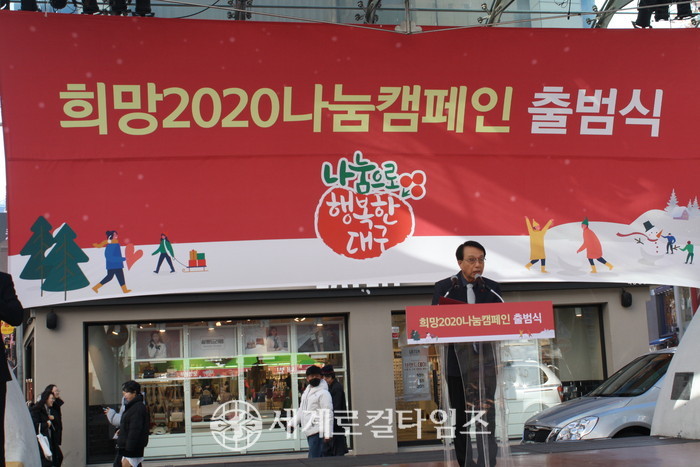 희망2020나눔캠페인 출범식
나눔으로
행복한
대구
희망2020나눔캠페인 출범식
세계로컬타임즈